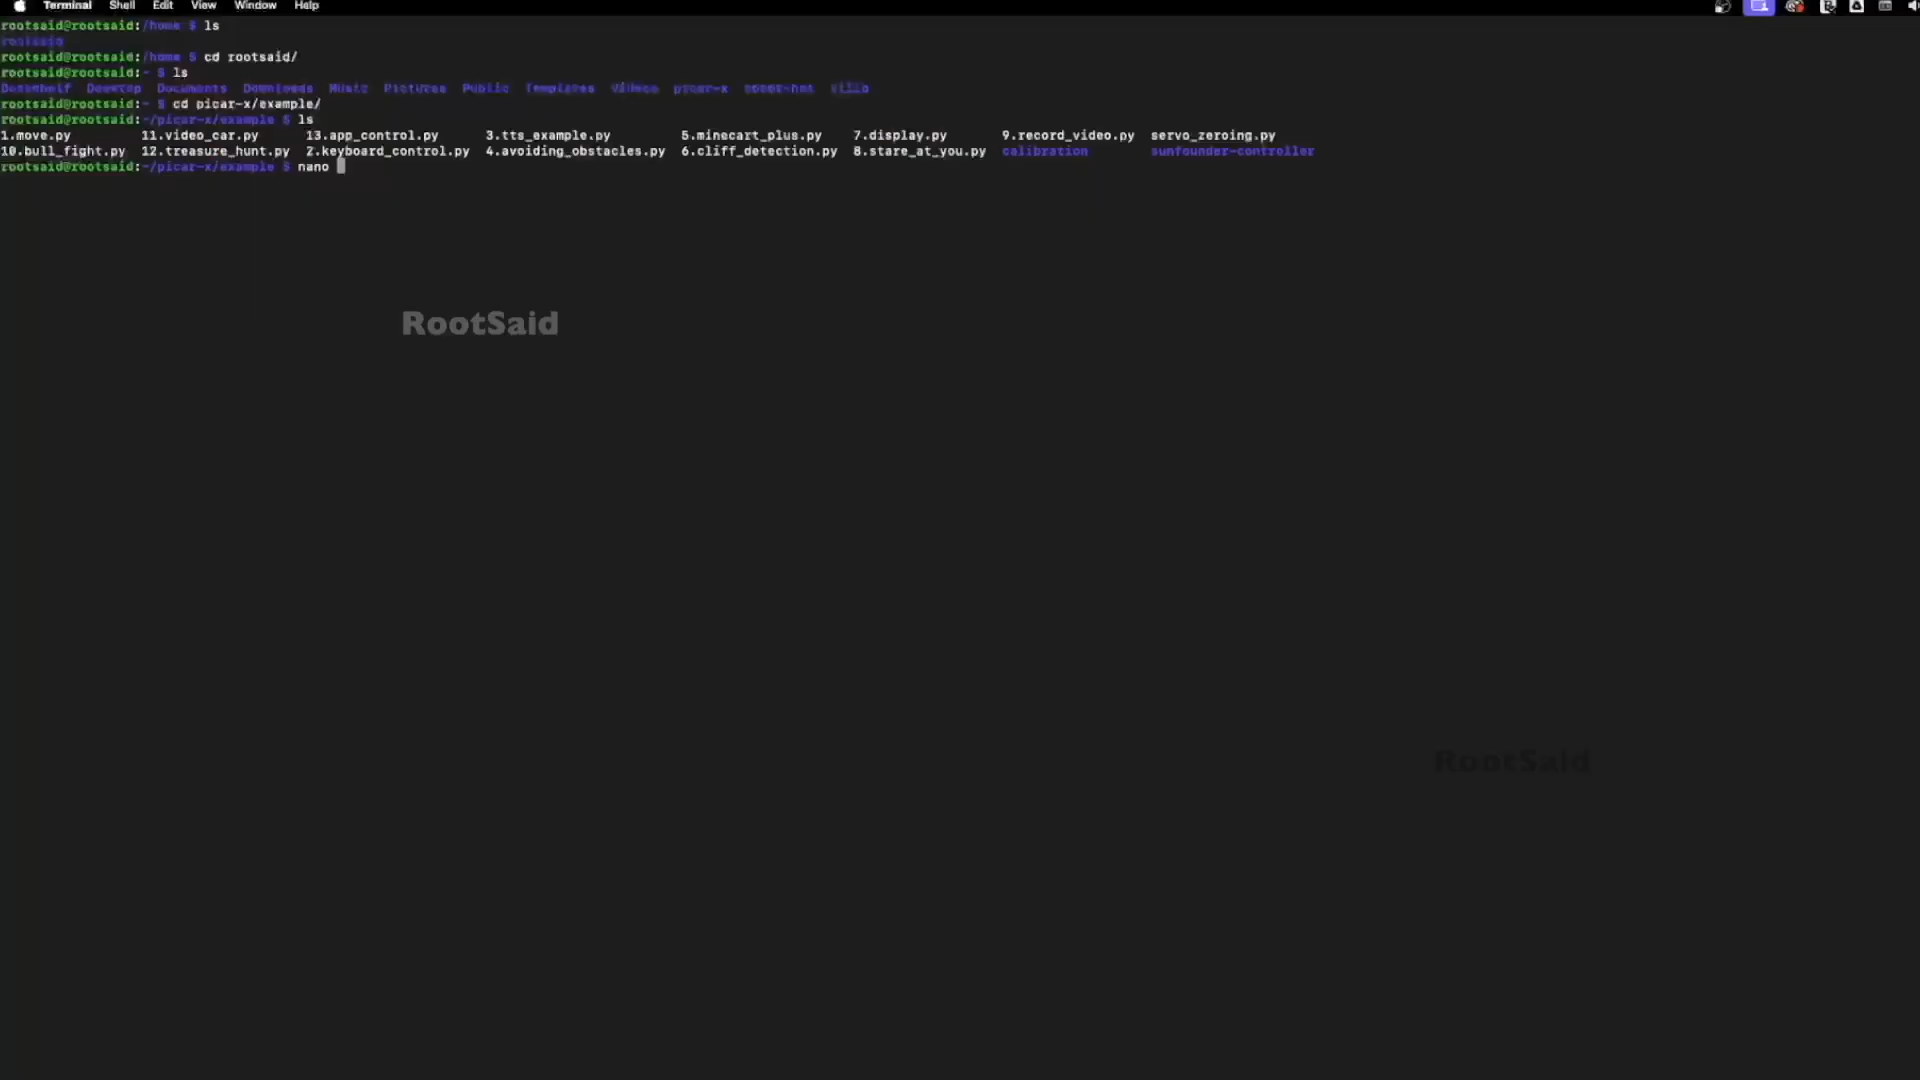 Terminal Shell Edit View Window Help
rootsaid@rootsaid:/home $ ls
rootsaid
rootsaid@rootsaid:/home $ cd rootsaid/
rootsaid@rootsaid:~ $ ls
Bookshelf Desktop Documents Downloads Music Pictures Public Templates Videos picar-x robot-hat vilib
rootsaid@rootsaid:~ $ cd picar-x/example/
rootsaid@rootsaid:~/picar-x/example $ ls
1.move.py 11.video_car.py 13.app_control.py 3.tts_example.py 5.minecart_plus.py 7.display.py 9.record_video.py servo_zeroing.py
10.bull_fight.py 12.treasure_hunt.py 2.keyboard_control.py 4.avoiding_obstacles.py 6.cliff_detection.py 8.stare_at_you.py calibration sunfounder-controller
rootsaid@rootsaid:~/picar-x/example $ nano
RootSaid
RootSaid